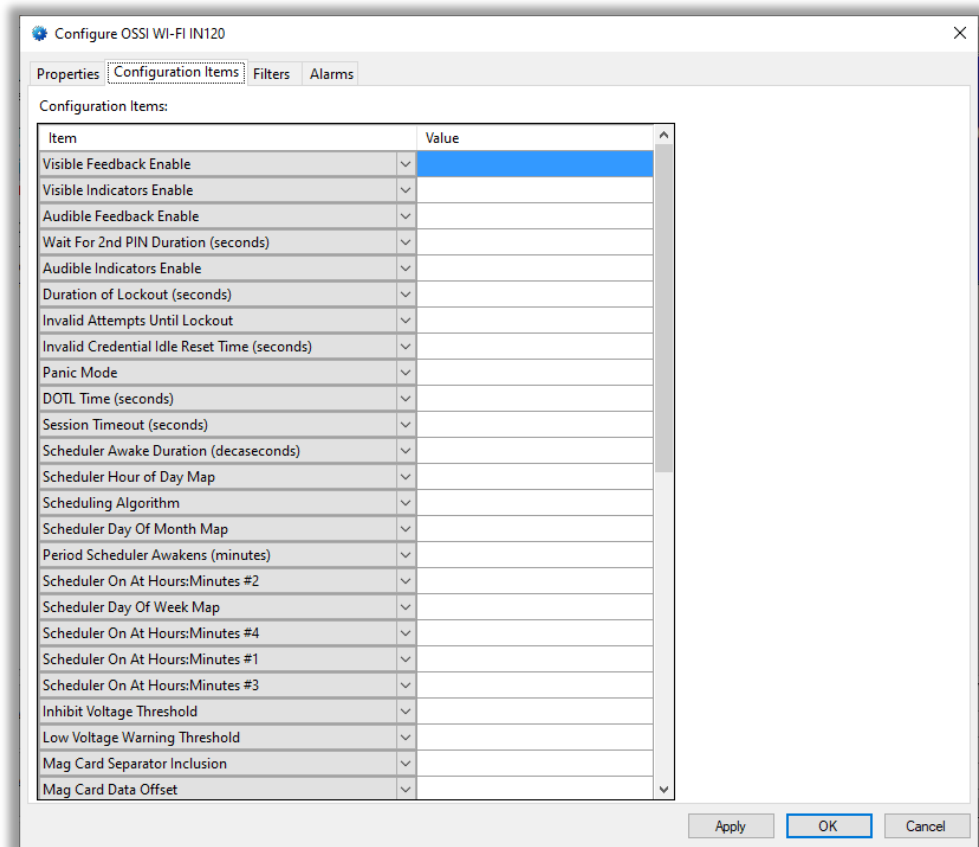 Configure OSSI WI-FI IN120
Properties Configuration Items Filters Alarms
Configuration Items:
Item Value
Visible Feedback Enable
Visible Indicators Enable
Audible Feedback Enable
Wait For 2nd PIN Duration (seconds)
Audible Indicators Enable
Duration of Lockout (seconds)
Invalid Attempts Until Lockout
Invalid Credential Idle Reset Time (seconds)
Panic Mode
DOTL Time (seconds)
Session Timeout (seconds)
Scheduler Awake Duration (decaseconds)
Scheduler Hour of Day Map
Scheduling Algorithm
Scheduler Day Of Month Map
Period Scheduler Awakens (minutes)
Scheduler On At Hours:Minutes #2
Scheduler Day Of Week Map
Scheduler On At Hours:Minutes #4
Scheduler On At Hours:Minutes #1
Scheduler On At Hours:Minutes #3
Inhibit Voltage Threshold
Low Voltage Warning Threshold
Mag Card Separator Inclusion
Mag Card Data Offset
Apply OK Cancel